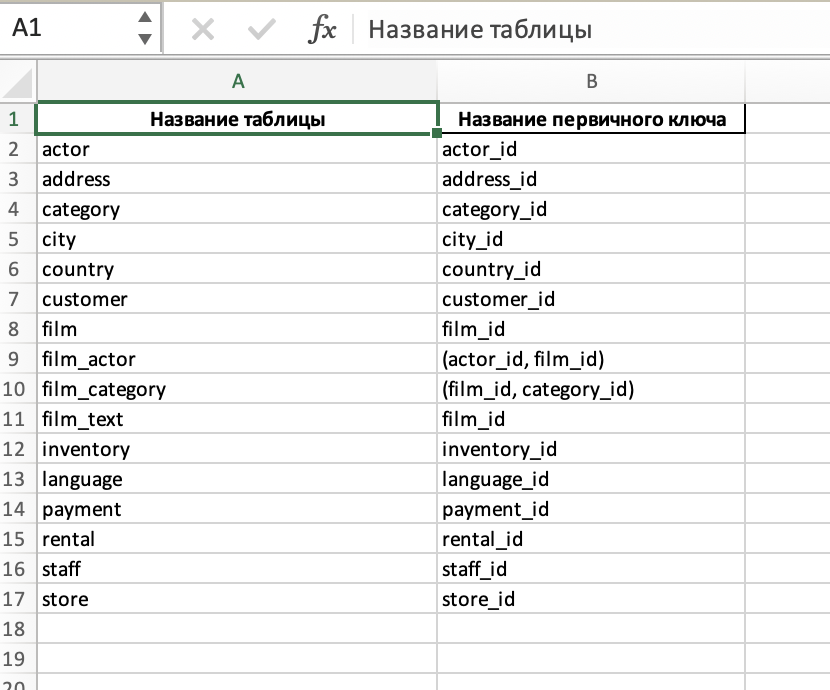 A1 fx Название таблицы
A B
1 Название таблицы Название первичного ключа
2 actor actor_id
3 address address_id
4 category category_id
5 city city_id
6 country country_id
7 customer customer_id
8 film film_id
9 film_actor (actor_id, film_id)
10 film_category (film_id, category_id)
11 film_text film_id
12 inventory inventory_id
13 language language_id
14 payment payment_id
15 rental rental_id
16 staff staff_id
17 store store_id
18
19
20